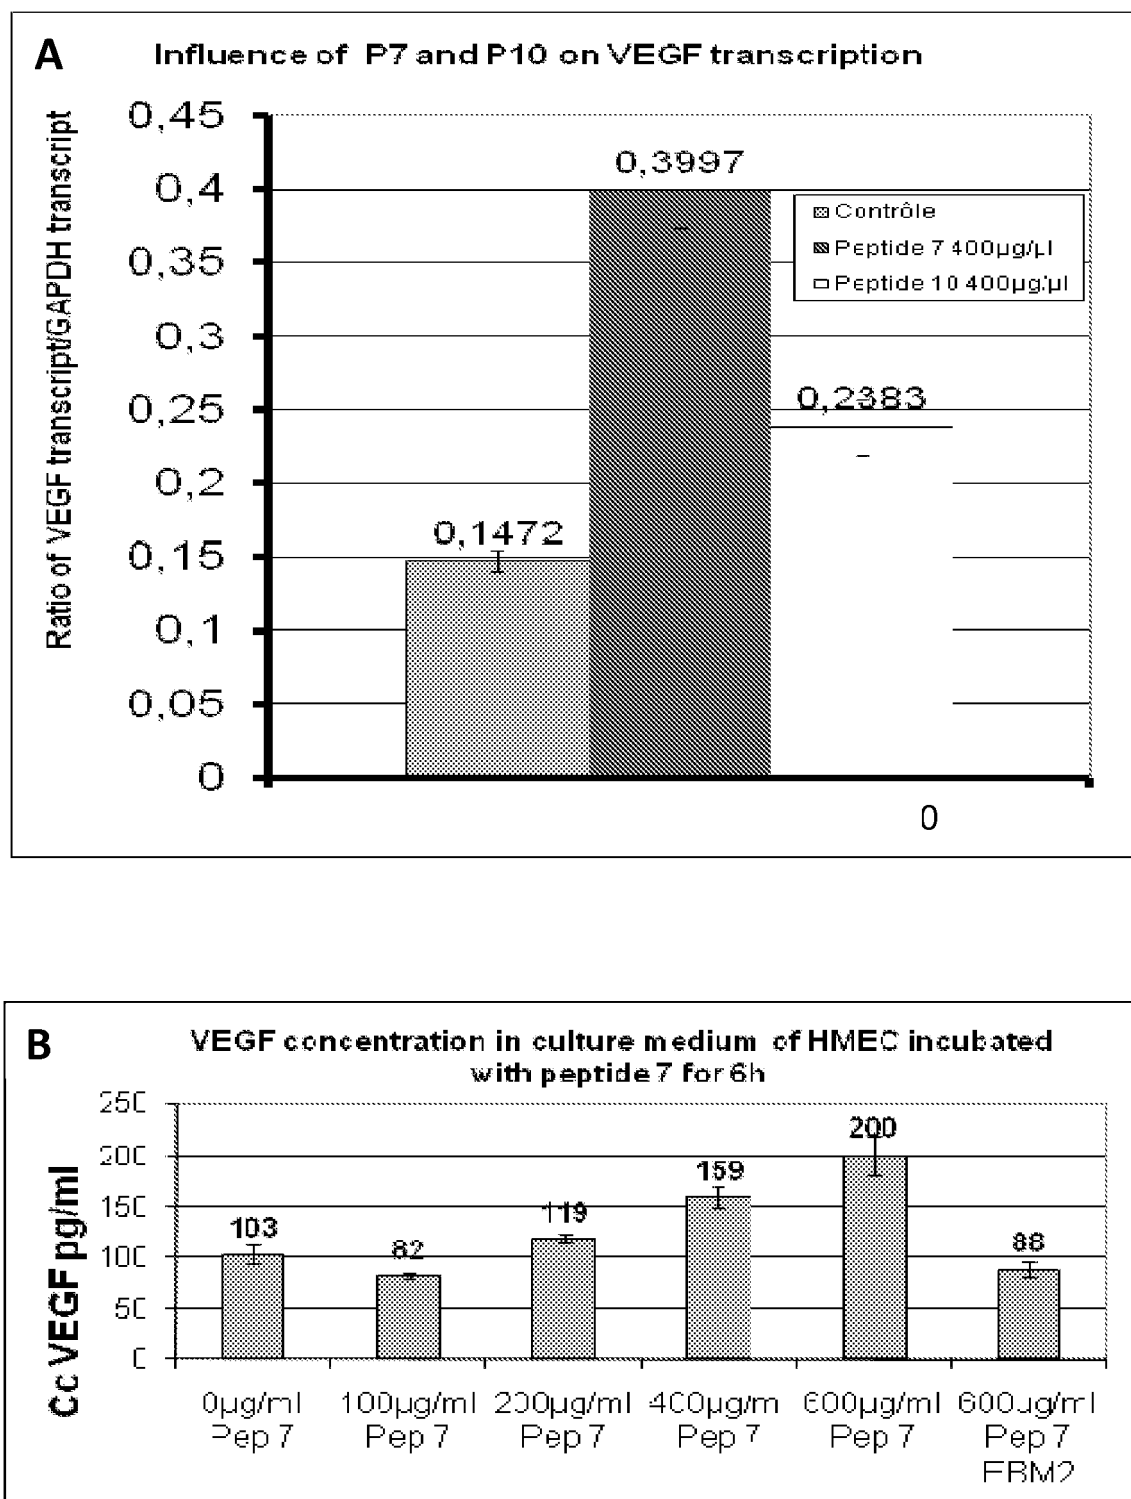 A
Influence of P7 and P10 on VEGF transcription
Ratio of VEGF transcript/GAPDH transcript
0,45
0,4
0,35
0,3
0,25
0,2
0,15
0,1
0,05
0
0,1472
0,3997
0,2383
Contrôle
Peptide 7 400µg/µl
Peptide 10 400µg/µl
0
B
VEGF concentration in culture medium of HMEC incubated
with peptide 7 for 6h
Cc VEGF pg/ml
250
200
150
100
50
0
103
82
119
159
200
88
0µg/ml
Pep 7
100µg/ml
Pep 7
200µg/ml
Pep 7
400µg/m
Pep 7
600µg/ml
Pep 7
600µg/ml
Pep 7
EBM2